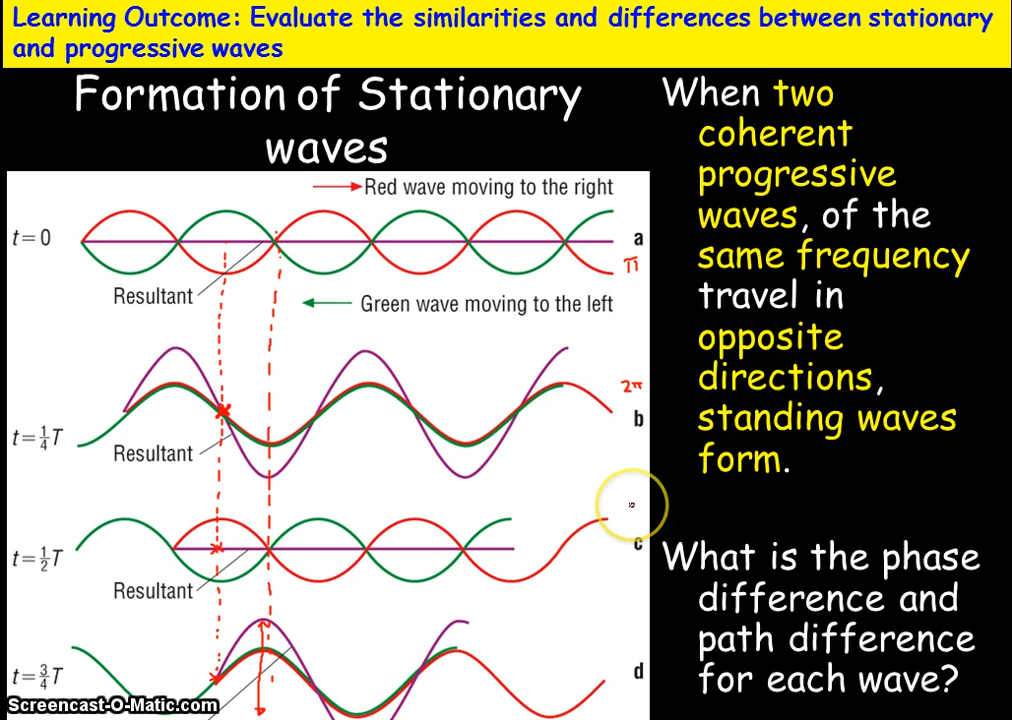 Learning Outcome: Evaluate the similarities and differences between stationary
and progressive waves
Formation of Stationary
waves
Red wave moving to the right
t=0
a
π
Resultant
Green wave moving to the left
2π
b
t=¼T
Resultant
c
t=½T
Resultant
t=¾T
d
When two
coherent
progressive
waves, of the
same frequency
travel in
opposite
directions,
standing waves
form.
What is the phase
difference and
path difference
for each wave?
Screencast-O-Matic.com